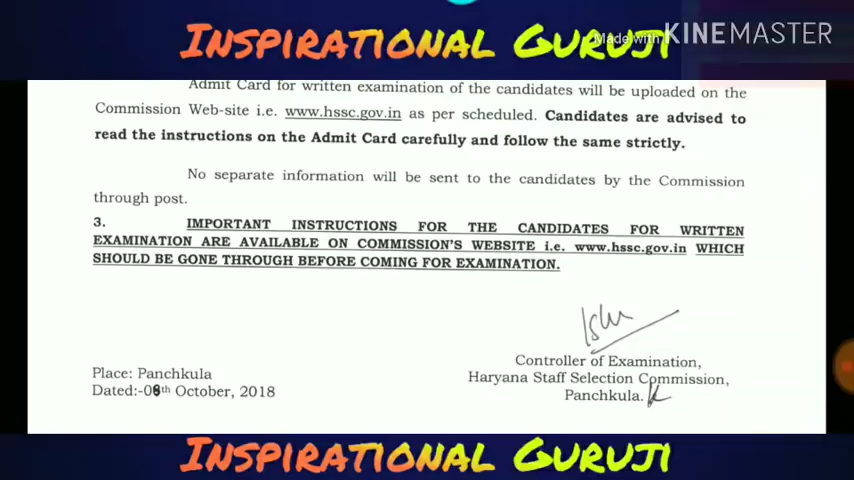 INSPIRATIONAL GURUJI
Made with KINEMASTER
Admit Card for written examination of the candidates will be uploaded on the
Commission Web-site i.e. www.hssc.gov.in as per scheduled. Candidates are advised to
read the instructions on the Admit Card carefully and follow the same strictly.
No separate information will be sent to the candidates by the Commission
through post.
3. IMPORTANT INSTRUCTIONS FOR THE CANDIDATES FOR WRITTEN
EXAMINATION ARE AVAILABLE ON COMMISSION'S WEBSITE i.e. www.hssc.gov.in WHICH
SHOULD BE GONE THROUGH BEFORE COMING FOR EXAMINATION.
Controller of Examination,
Haryana Staff Selection Commission,
Panchkula.
Place: Panchkula
Dated:- October, 2018
INSPIRATIONAL GURUJI